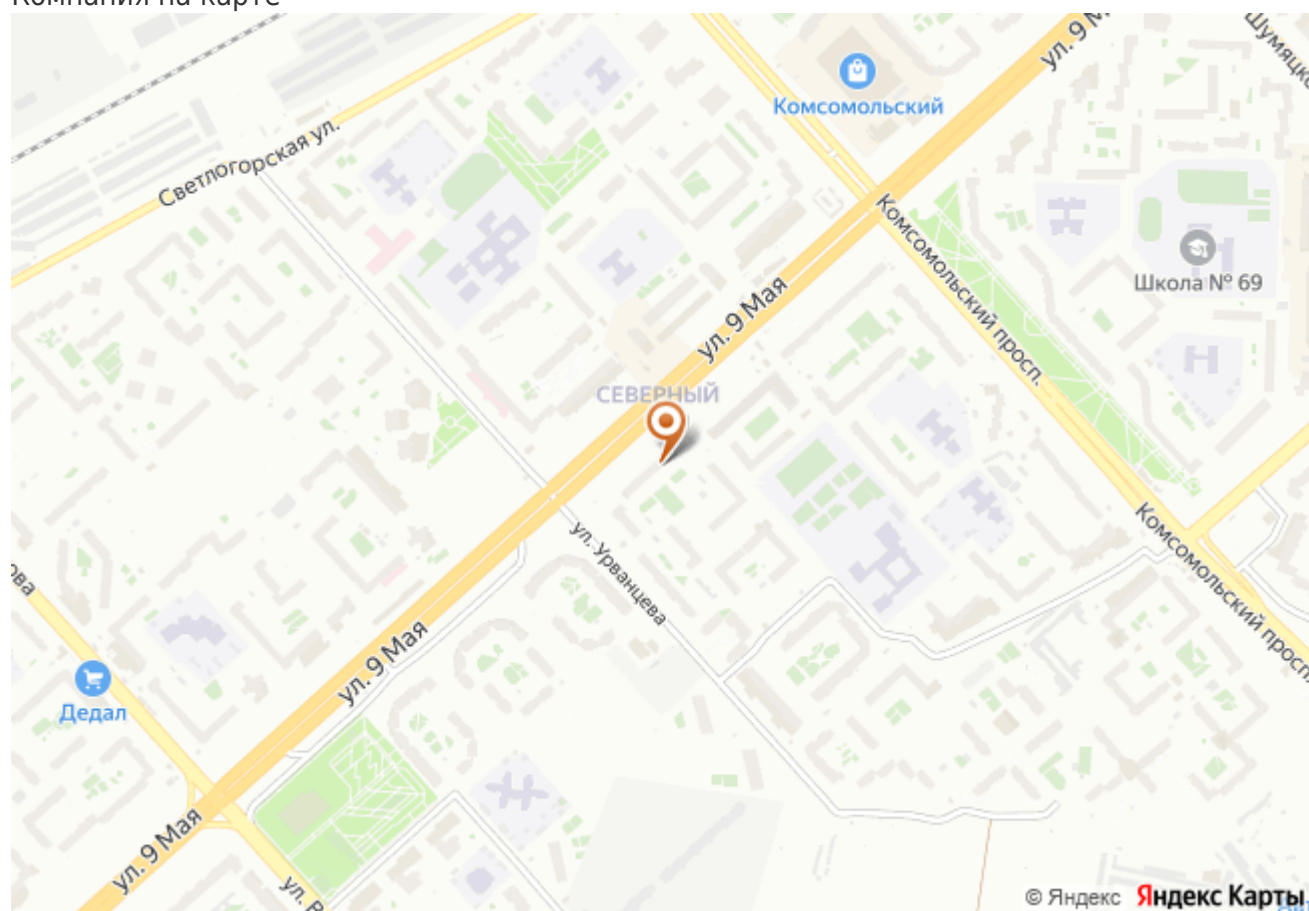 Компания на карте
ул. 9 М
Комсомольский
Светлогорская ул.
Комсомольский просп.
Школа № 69
ул. 9 Мая
СЕВЕРНЫЙ
ул. Урванцева
Комсомольский просп.
ова
ул. 9 Мая
Дедал
ул. 9 Мая
ул.
© Яндекс Яндекс Карты